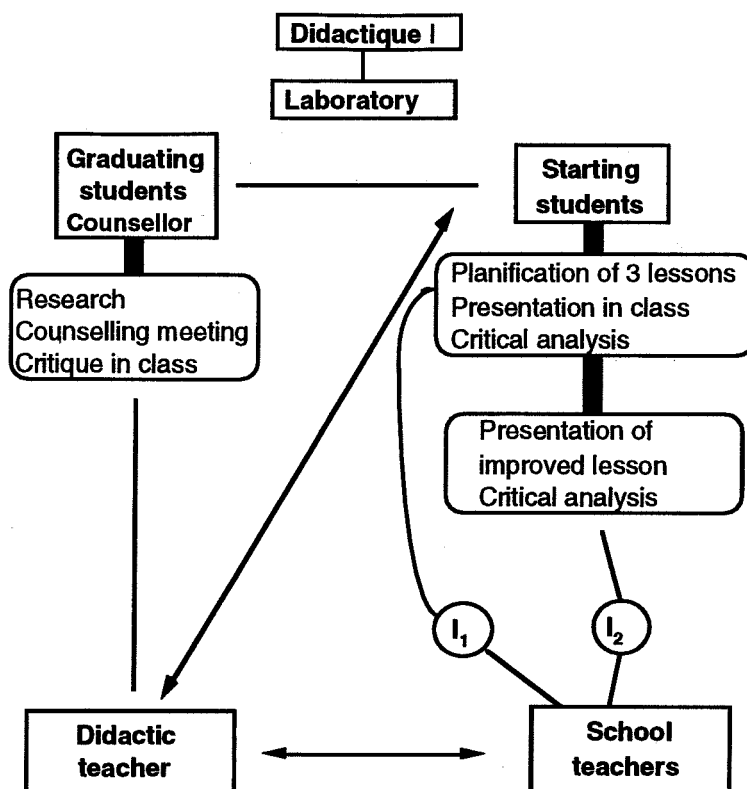 Didactique I
Laboratory
Graduating
students
Counsellor
Starting
students
Research
Counselling meeting
Critique in class
Planification of 3 lessons
Presentation in class
Critical analysis
Presentation of
improved lesson
Critical analysis
I₁
I₂
Didactic
teacher
School
teachers